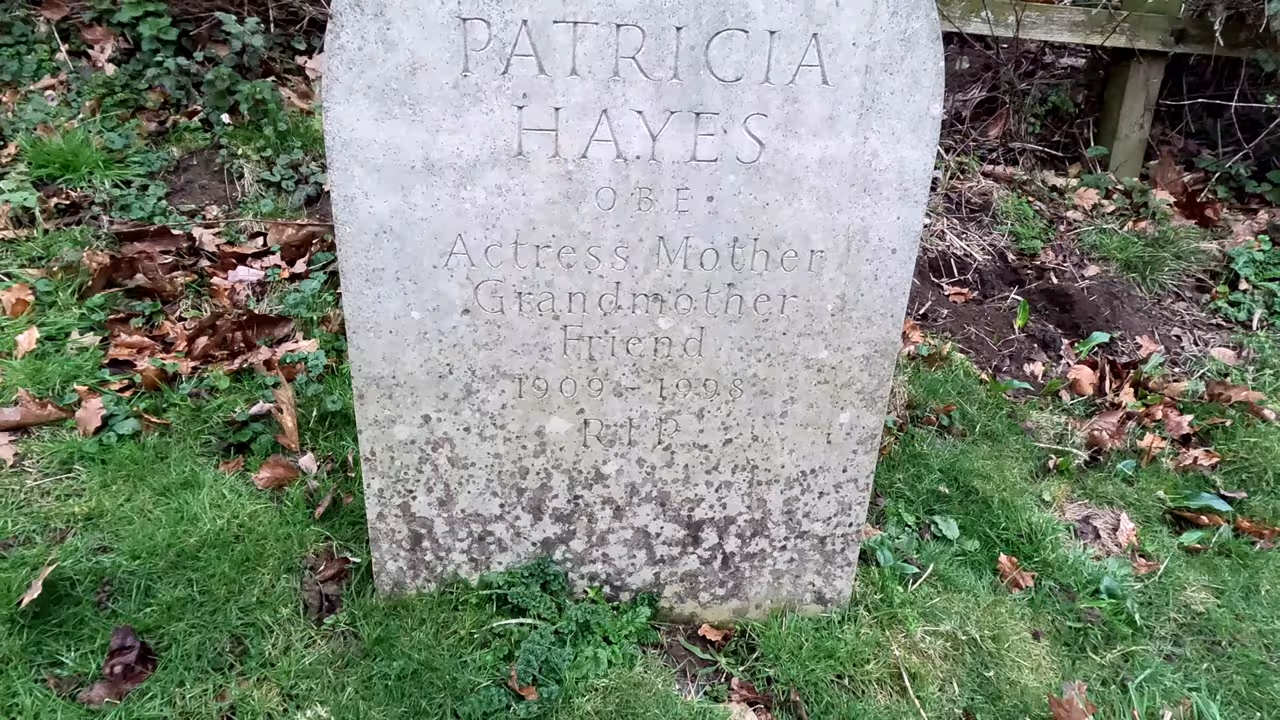 PATRICIA
HAYES
OBE
Actress Mother
Grandmother
Friend
1909 - 1998
RIP